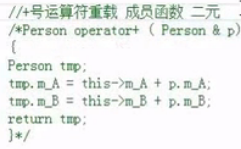 //+号运算符重载 成员函数 二元
/*Person operator+ ( Person & p)
{
Person tmp;
tmp.m_A = this->m_A + p.m_A;
tmp.m_B = this->m_B + p.m_B;
return tmp;
}*/